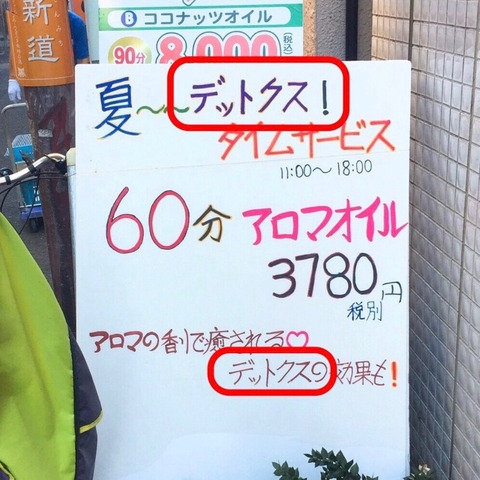 新道
Ⓑ ココナッツオイル
90分 8,000 (税込)
夏〜〜デットクス！
タイムサービス
11:00〜18:00
60分 アロマオイル
3780円
税別
アロマの香りで癒される♡
デットクスの効果も！